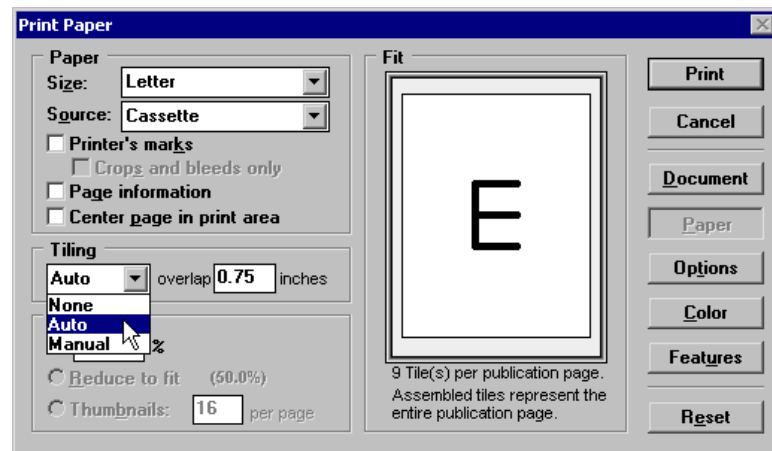 Print Paper
Paper
Size: Letter
Source: Cassette
Printer's marks
Crops and bleeds only
Page information
Center page in print area
Tiling
Auto overlap 0.75 inches
None
Auto
Manual
%
Reduce to fit (50.0%)
Thumbnails: 16 per page
Fit
E
9 Tile(s) per publication page.
Assembled tiles represent the
entire publication page.
Print
Cancel
Document
Paper
Options
Color
Features
Reset